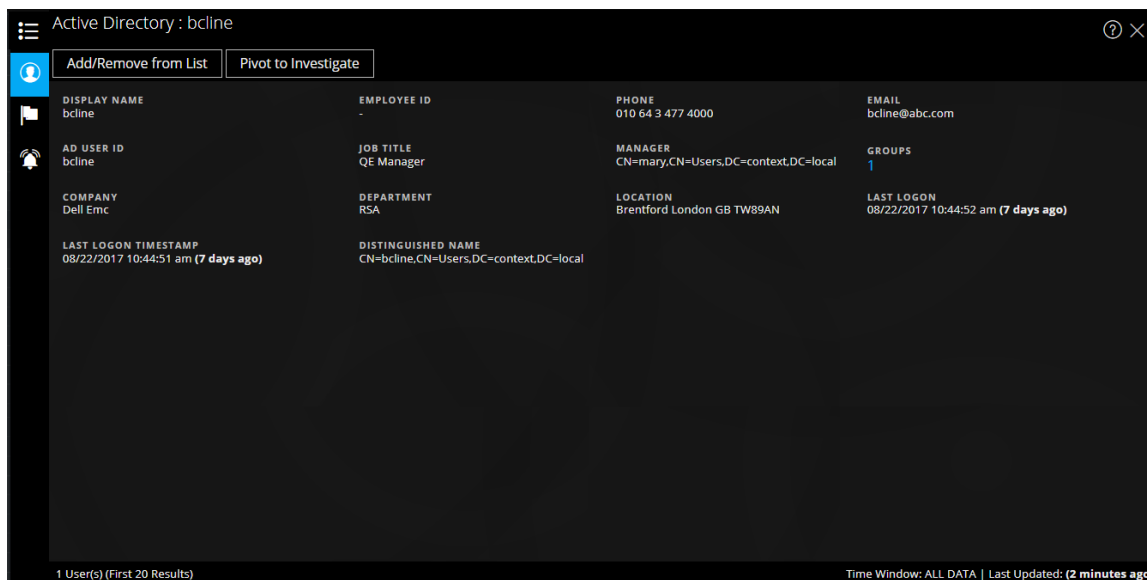 Active Directory : bcline
Add/Remove from List Pivot to Investigate
DISPLAY NAME EMPLOYEE ID PHONE EMAIL
bcline - 010 64 3 477 4000 bcline@abc.com
AD USER ID JOB TITLE MANAGER GROUPS
bcline QE Manager CN=mary,CN=Users,DC=context,DC=local 1
COMPANY DEPARTMENT LOCATION LAST LOGON
Dell Emc RSA Brentford London GB TW89AN 08/22/2017 10:44:52 am (7 days ago)
LAST LOGON TIMESTAMP DISTINGUISHED NAME
08/22/2017 10:44:51 am (7 days ago) CN=bcline,CN=Users,DC=context,DC=local
1 User(s) (First 20 Results) Time Window: ALL DATA | Last Updated: (2 minutes ago